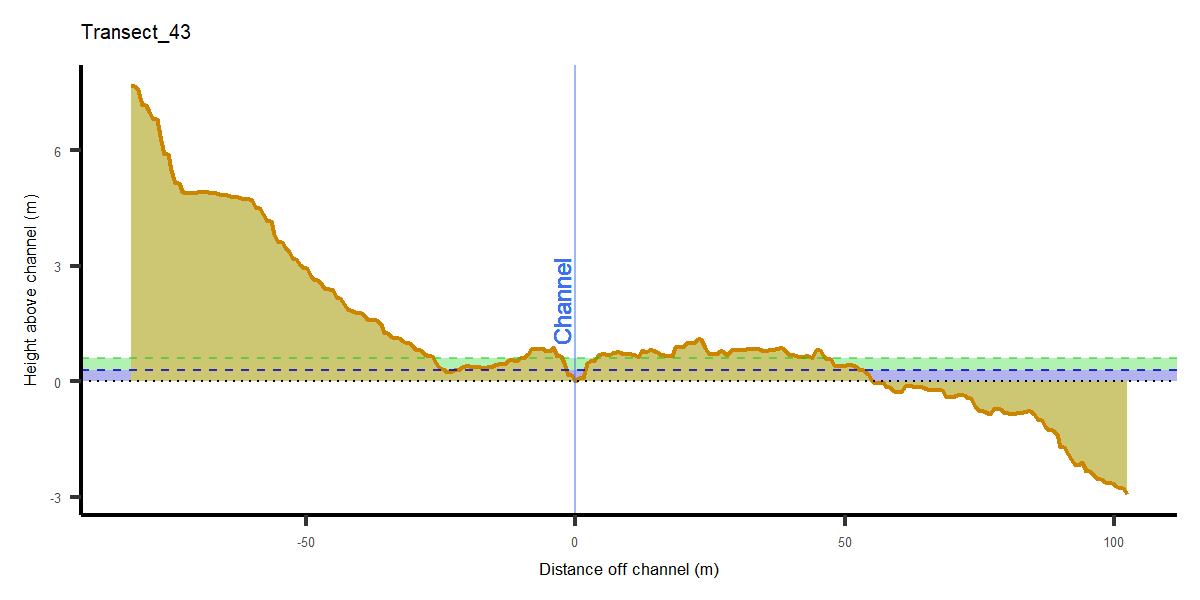 Transect_43
Height above channel (m)
6
3
0
-3
Channel
-50
0
50
100
Distance off channel (m)